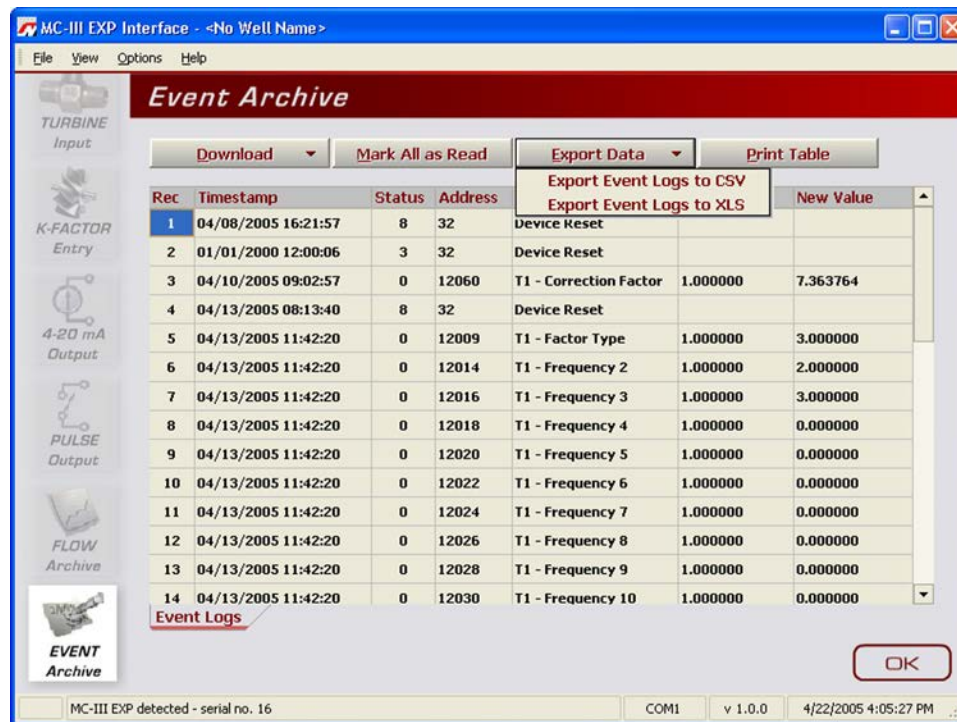 MC-III EXP Interface - <No Well Name>
File View Options Help
Event Archive
TURBINE
Input
K-FACTOR
Entry
4-20 mA
Output
PULSE
Output
FLOW
Archive
EVENT
Archive
Download Mark All as Read Export Data Print Table
Export Event Logs to CSV
Export Event Logs to XLS
Rec Timestamp Status Address New Value
1 04/08/2005 16:21:57 8 32 Device Reset
2 01/01/2000 12:00:06 3 32 Device Reset
3 04/10/2005 09:02:57 0 12060 T1 - Correction Factor 1.000000 7.363764
4 04/13/2005 08:13:40 8 32 Device Reset
5 04/13/2005 11:42:20 0 12009 T1 - Factor Type 1.000000 3.000000
6 04/13/2005 11:42:20 0 12014 T1 - Frequency 2 1.000000 2.000000
7 04/13/2005 11:42:20 0 12016 T1 - Frequency 3 1.000000 3.000000
8 04/13/2005 11:42:20 0 12018 T1 - Frequency 4 1.000000 0.000000
9 04/13/2005 11:42:20 0 12020 T1 - Frequency 5 1.000000 0.000000
10 04/13/2005 11:42:20 0 12022 T1 - Frequency 6 1.000000 0.000000
11 04/13/2005 11:42:20 0 12024 T1 - Frequency 7 1.000000 0.000000
12 04/13/2005 11:42:20 0 12026 T1 - Frequency 8 1.000000 0.000000
13 04/13/2005 11:42:20 0 12028 T1 - Frequency 9 1.000000 0.000000
14 04/13/2005 11:42:20 0 12030 T1 - Frequency 10 1.000000 0.000000
Event Logs
OK
MC-III EXP detected - serial no. 16 COM1 v 1.0.0 4/22/2005 4:05:27 PM